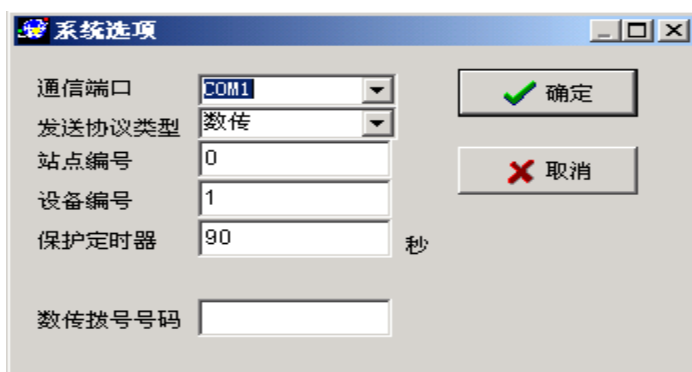 系统选项
通信端口 COM1
确定
发送协议类型 数传
站点编号 0
取消
设备编号 1
保护定时器 90 秒
数传拨号号码